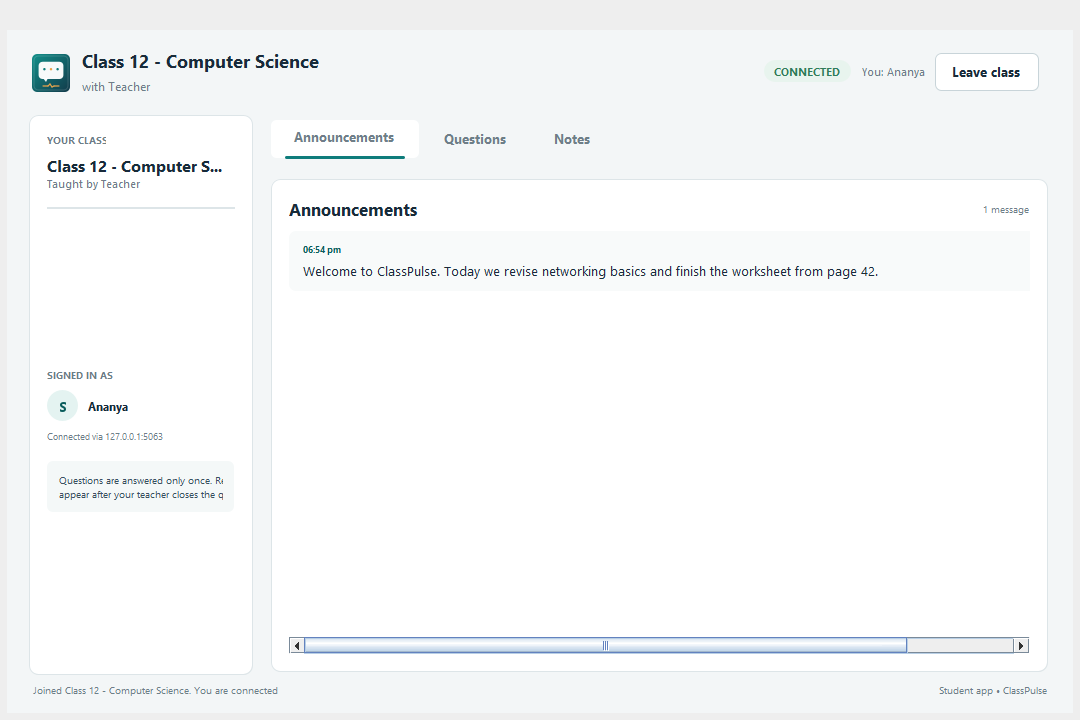 Class 12 - Computer Science
with Teacher
CONNECTED
You: Ananya
Leave class
YOUR CLASS
Class 12 - Computer S...
Taught by Teacher
SIGNED IN AS
S
Ananya
Connected via 127.0.0.1:5063
Questions are answered only once. Re
appear after your teacher closes the q
Announcements
Questions
Notes
Announcements
1 message
06:54 pm
Welcome to ClassPulse. Today we revise networking basics and finish the worksheet from page 42.
Joined Class 12 - Computer Science. You are connected
Student app • ClassPulse